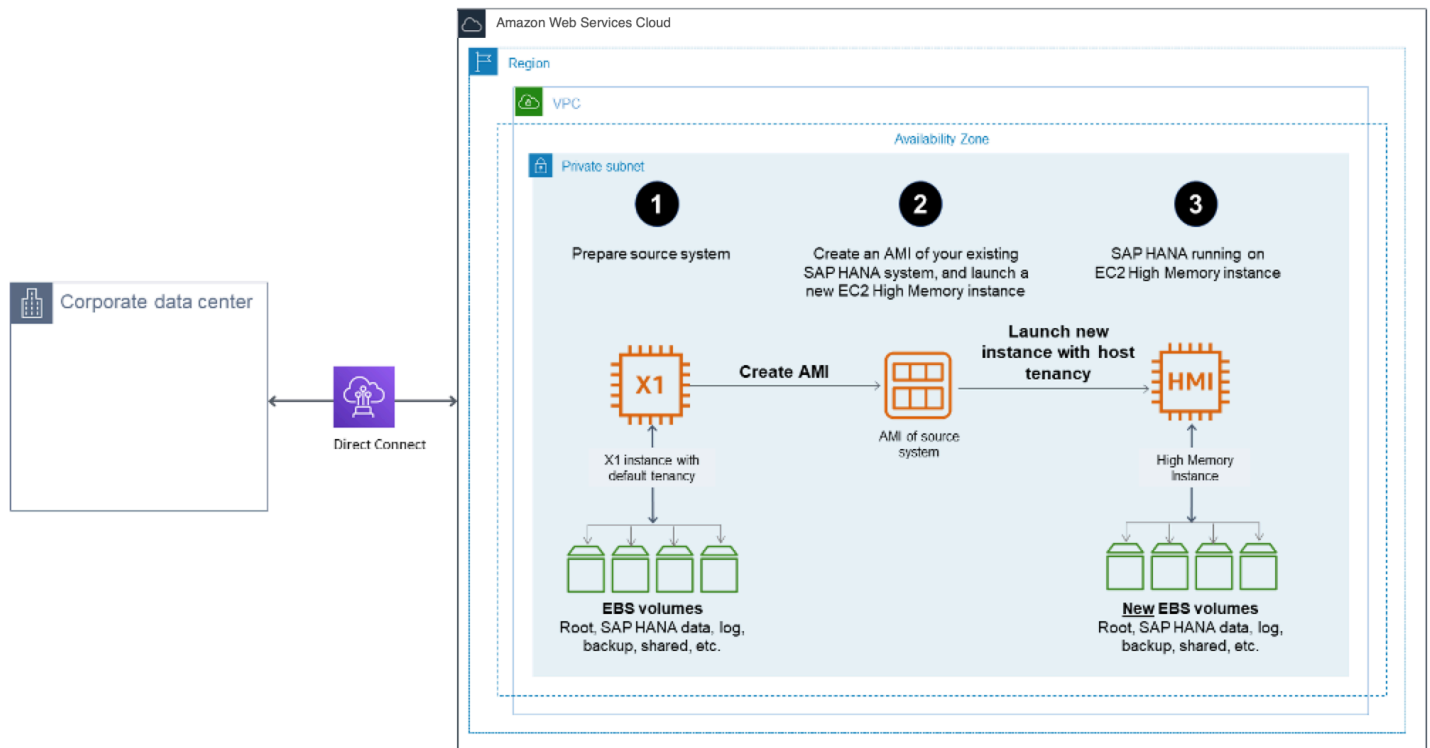 Amazon Web Services Cloud
Region
VPC
Availability Zone
Private subnet
1
Prepare source system
2
Create an AMI of your existing
SAP HANA system, and launch a
new EC2 High Memory instance
3
SAP HANA running on
EC2 High Memory instance
Corporate data center
Direct Connect
X1
Create AMI
Launch new
instance with host
tenancy
HMI
AMI of source
system
X1 instance with
default tenancy
High Memory
Instance
EBS volumes
Root, SAP HANA data, log,
backup, shared, etc.
New EBS volumes
Root, SAP HANA data, log,
backup, shared, etc.